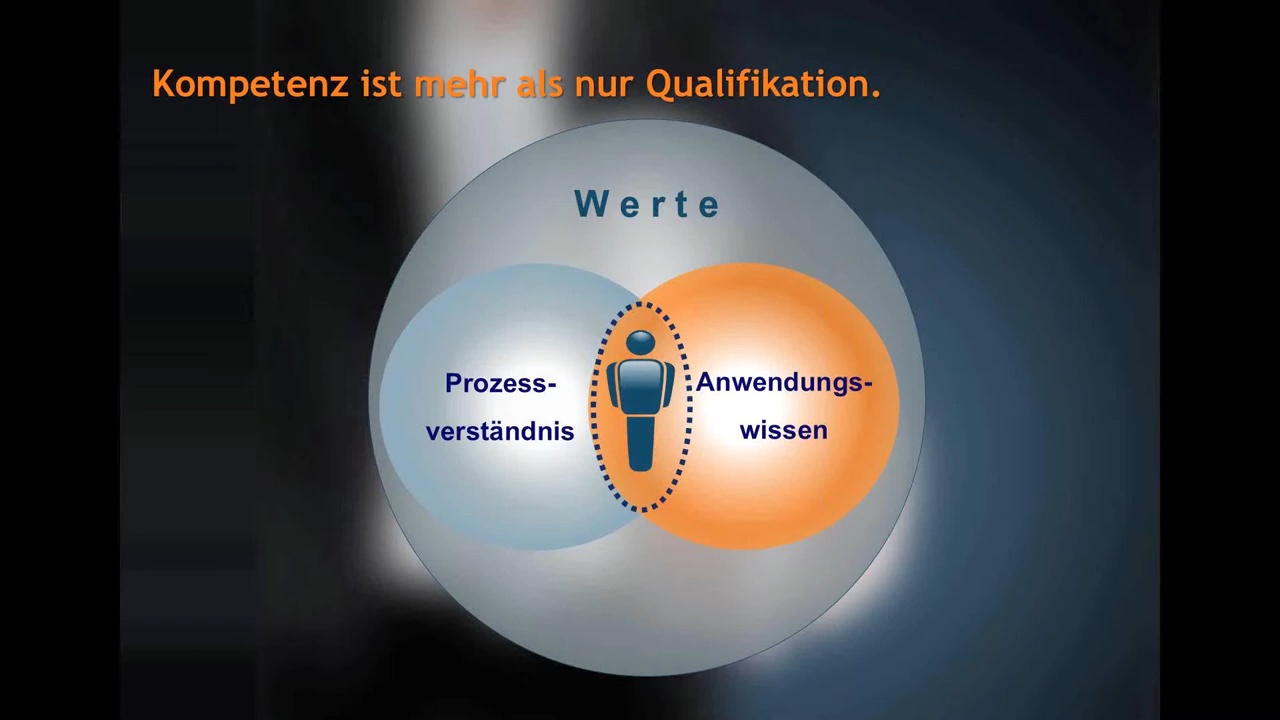 Kompetenz ist mehr als nur Qualifikation.
Werte
Prozess-
verständnis
Anwendungs-
wissen